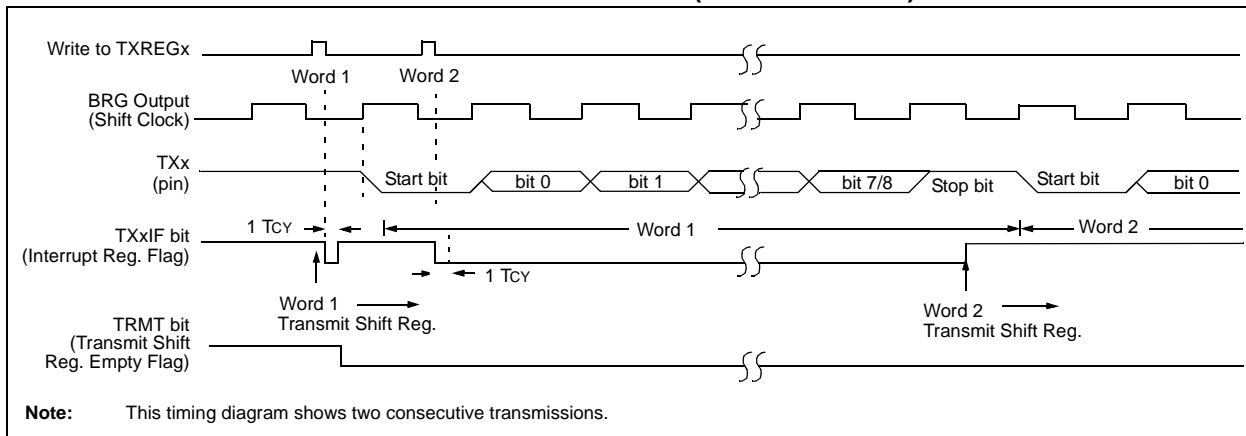 Write to TXREGx
Word 1
Word 2
BRG Output
(Shift Clock)
TXx
(pin)
Start bit
bit 0
bit 1
bit 7/8
Stop bit
Start bit
bit 0
1 TCY
TXxIF bit
(Interrupt Reg. Flag)
Word 1
Word 2
1 TCY
Word 1
Transmit Shift Reg.
Word 2
Transmit Shift Reg.
TRMT bit
(Transmit Shift
Reg. Empty Flag)
Note: This timing diagram shows two consecutive transmissions.